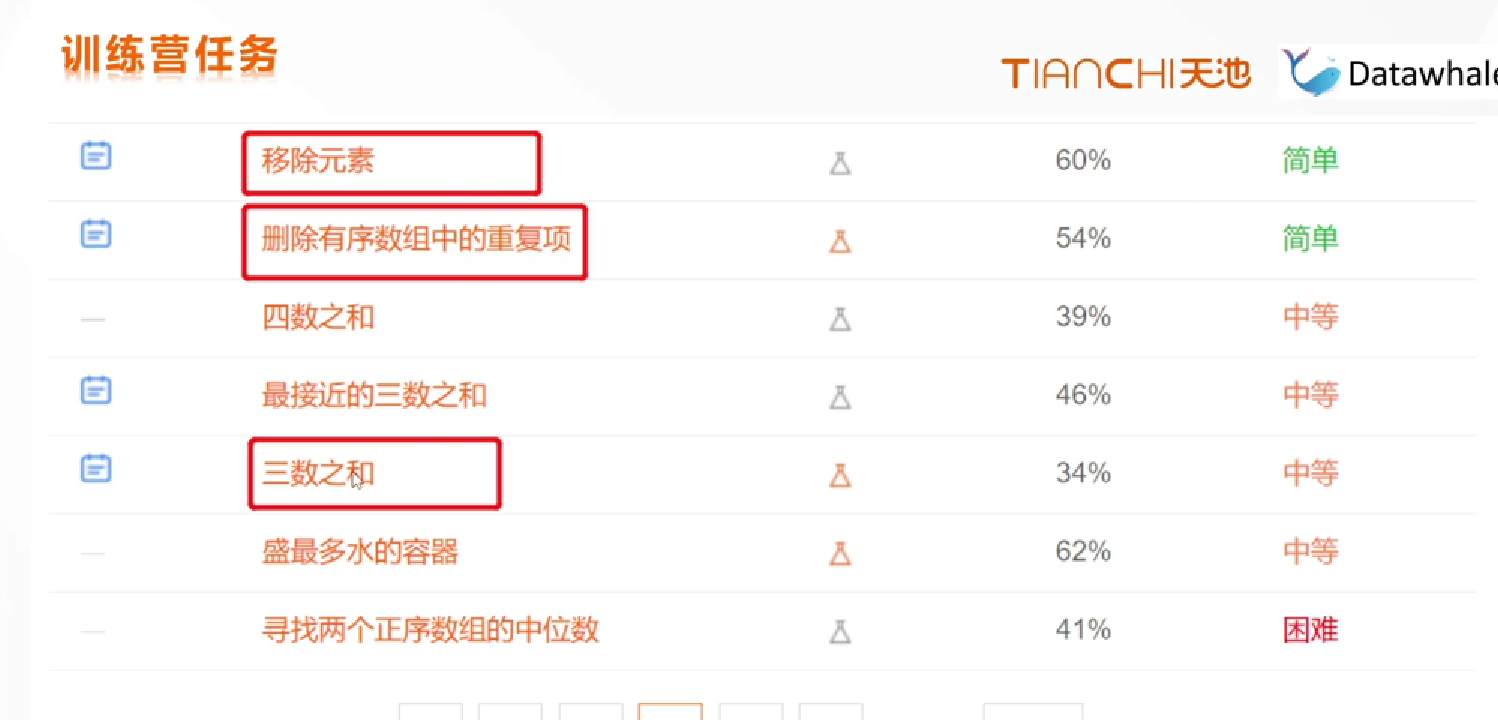 训练营任务
TIANCHI天池 Datawhale
移除元素 60% 简单
删除有序数组中的重复项 54% 简单
四数之和 39% 中等
最接近的三数之和 46% 中等
三数之和 34% 中等
盛最多水的容器 62% 中等
寻找两个正序数组的中位数 41% 困难